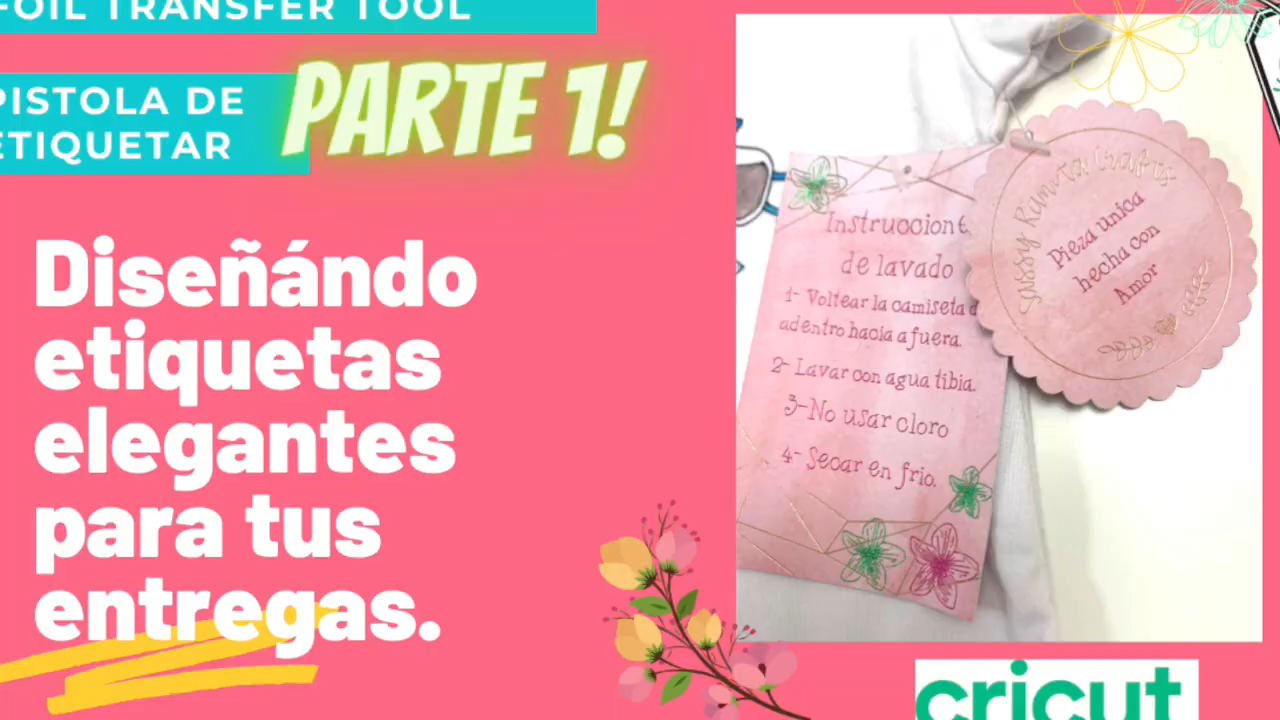 FOIL TRANSFER TOOL
PISTOLA DE
ETIQUETAR
PARTE 1!
Diseñándo
etiquetas
elegantes
para tus
entregas.
Instruccione
de lavado
1- Voltear la camiseta d
adentro hacia afuera.
2- Lavar con agua tibia.
3-No usar cloro
4- Secar en frio.
Pieza unica
hecha con
Amor
cricut